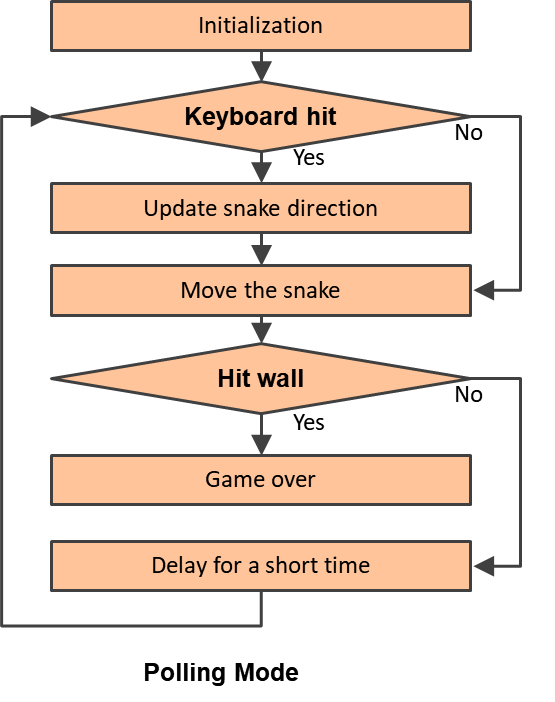 Initialization
Keyboard hit
No
Yes
Update snake direction
Move the snake
Hit wall
No
Yes
Game over
Delay for a short time
Polling Mode